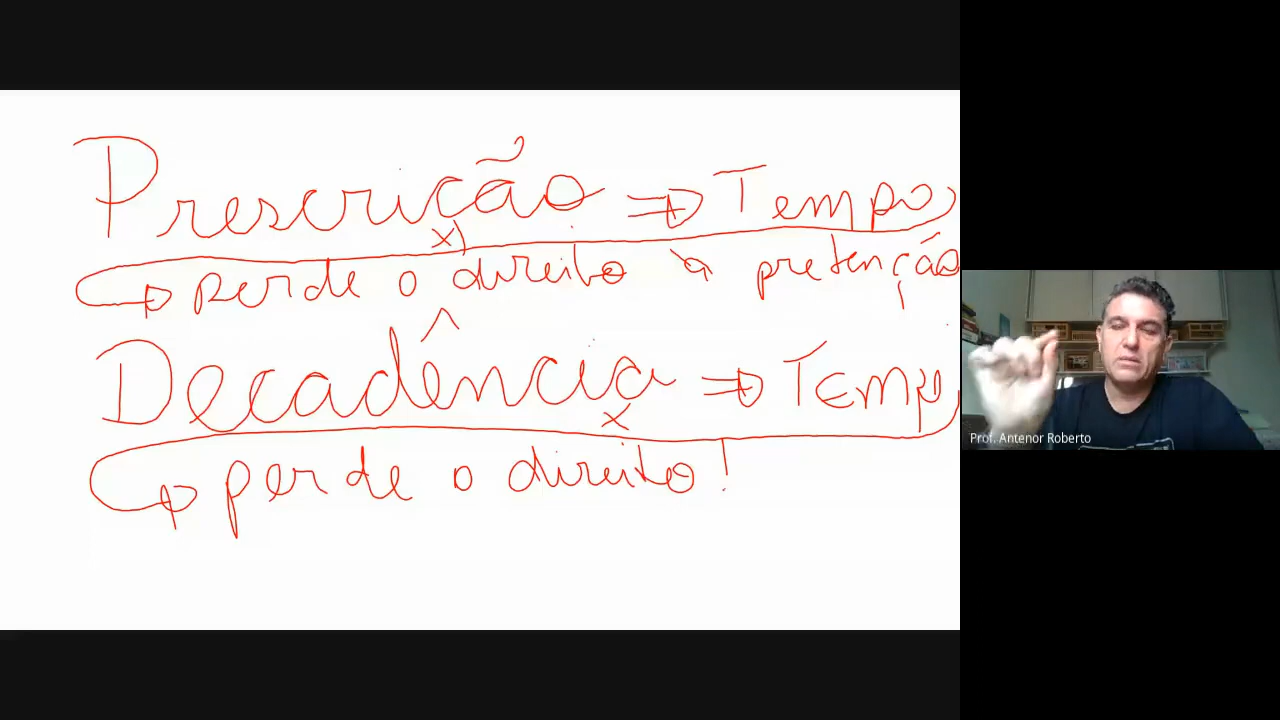 Prescrição => Tempo,
perde o direito à pretenção
Decadência => Tempo,
perde o direito!
Prof. Antenor Roberto